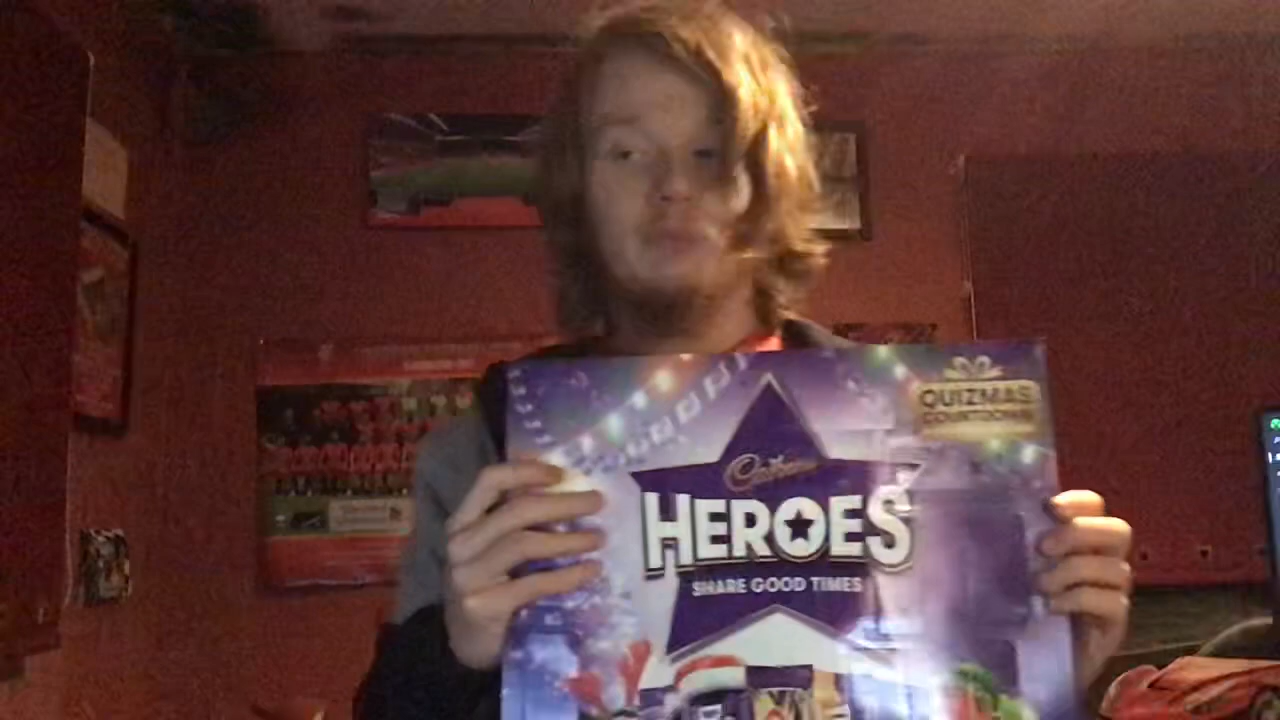 QUIZMAS
COUNTDOWN
Cadbury
HEROES
SHARE GOOD TIMES